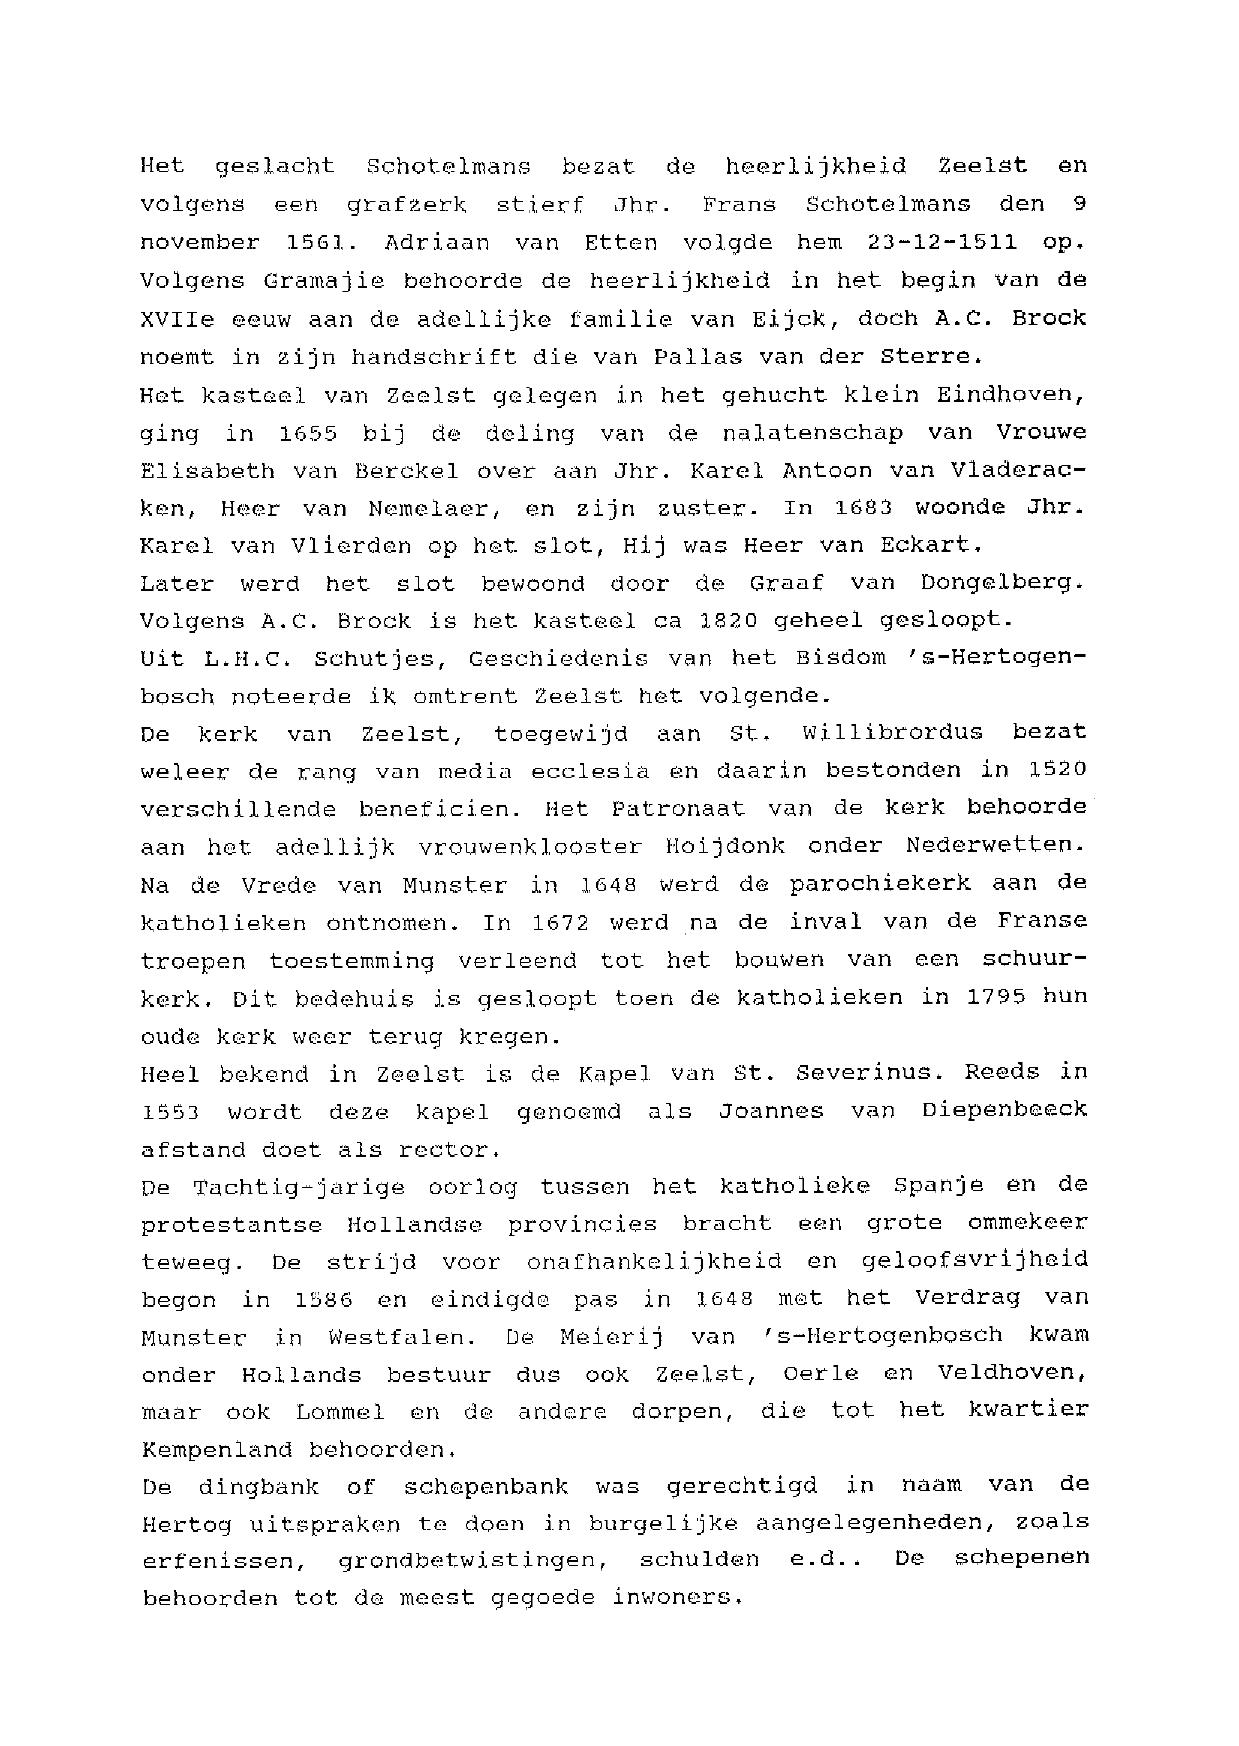 Het geslacht Schotelmans bezat de heerlijkheid Zeelst en
volgens een grafzerk stierf Jhr. Frans Schotelmans den 9
november 1561. Adriaan van Etten volgde hem 23-12-1511 op.
Volgens Gramajie behoorde de heerlijkheid in het begin van de
XVIIe eeuw aan de adellijke familie van Eijck, doch A.C. Brock
noemt in zijn handschrift die van Pallas van der Sterre.
Het kasteel van Zeelst gelegen in het gehucht klein Eindhoven,
ging in 1655 bij de deling van de nalatenschap van Vrouwe
Elisabeth van Berckel over aan Jhr. Karel Antoon van Vladerac-
ken, Heer van Nemelaer, en zijn zuster. In 1683 woonde Jhr.
Karel van Vlierden op het slot, Hij was Heer van Eckart.
Later werd het slot bewoond door de Graaf van Dongelberg.
Volgens A.C. Brock is het kasteel ca 1820 geheel gesloopt.
Uit L.H.C. Schutjes, Geschiedenis van het Bisdom 's-Hertogen-
bosch noteerde ik omtrent Zeelst het volgende.
De kerk van Zeelst, toegewijd aan St. Willibrordus bezat
weleer de rang van media ecclesia en daarin bestonden in 1520
verschillende beneficien. Het Patronaat van de kerk behoorde
aan het adellijk vrouwenklooster Hoijdonk onder Nederwetten.
Na de Vrede van Munster in 1648 werd de parochiekerk aan de
katholieken ontnomen. In 1672 werd na de inval van de Franse
troepen toestemming verleend tot het bouwen van een schuur-
kerk. Dit bedehuis is gesloopt toen de katholieken in 1795 hun
oude kerk weer terug kregen.
Heel bekend in Zeelst is de Kapel van St. Severinus. Reeds in
1553 wordt deze kapel genoemd als Joannes van Diepenbeeck
afstand doet als rector.
De Tachtig-jarige oorlog tussen het katholieke Spanje en de
protestantse Hollandse provincies bracht een grote ommekeer
teweeg. De strijd voor onafhankelijkheid en geloofsvrijheid
begon in 1586 en eindigde pas in 1648 met het Verdrag van
Munster in Westfalen. De Meierij van 's-Hertogenbosch kwam
onder Hollands bestuur dus ook Zeelst, Oerle en Veldhoven,
maar ook Lommel en de andere dorpen, die tot het kwartier
Kempenland behoorden.
De dingbank of schepenbank was gerechtigd in naam van de
Hertog uitspraken te doen in burgelijke aangelegenheden, zoals
erfenissen, grondbetwistingen, schulden e.d.. De schepenen
behoorden tot de meest gegoede inwoners.